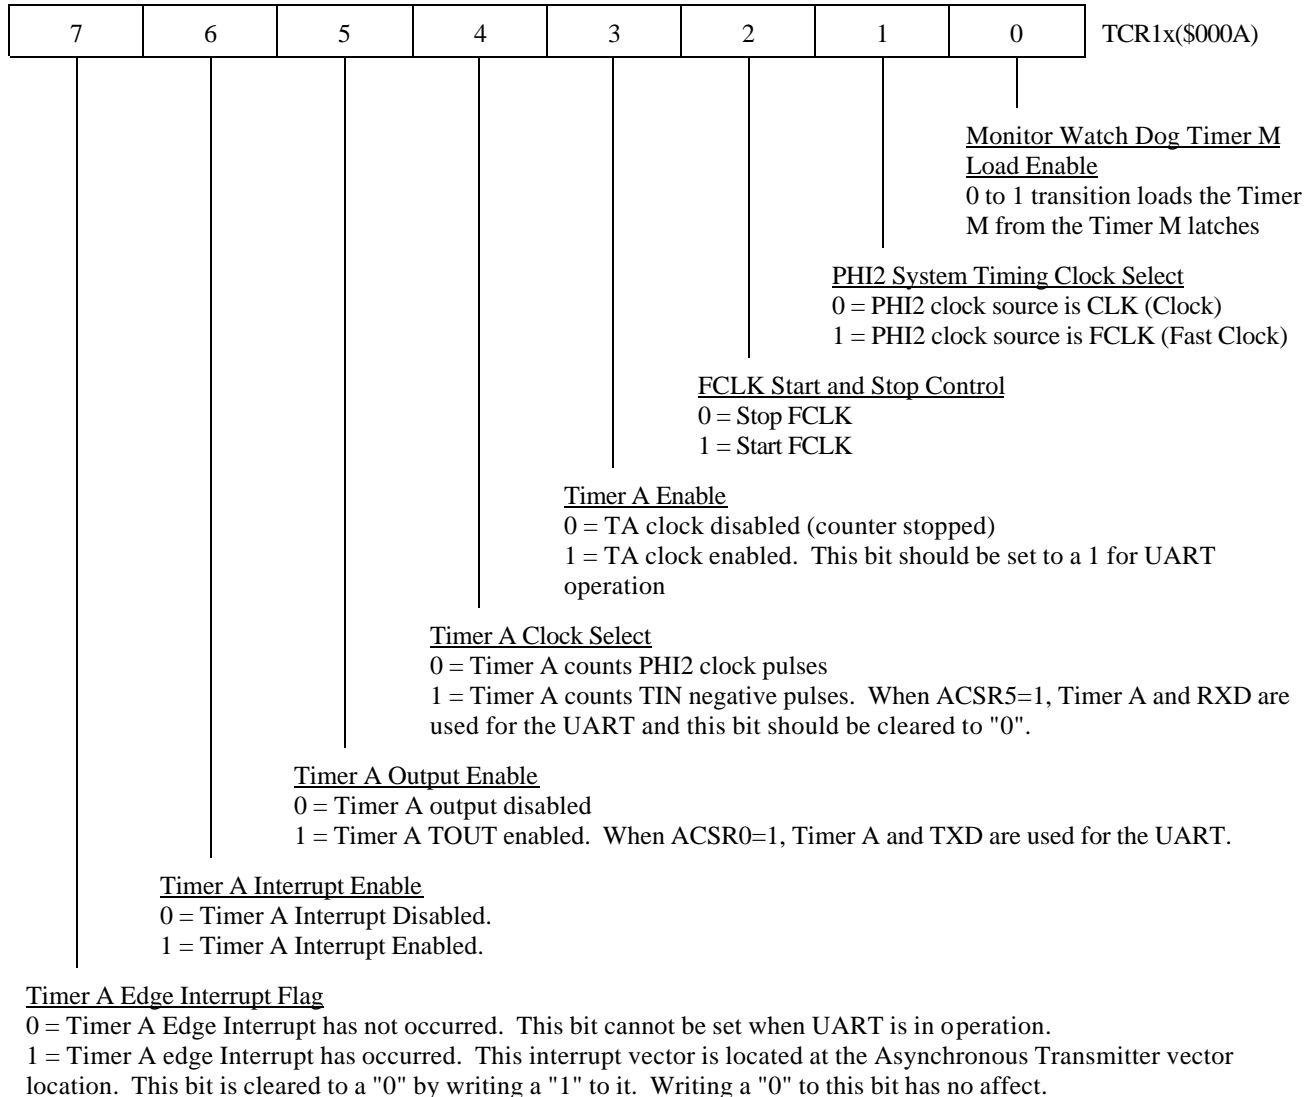 7 6 5 4 3 2 1 0 TCR1x($000A)
Monitor Watch Dog Timer M
Load Enable
0 to 1 transition loads the Timer
M from the Timer M latches
PHI2 System Timing Clock Select
0 = PHI2 clock source is CLK (Clock)
1 = PHI2 clock source is FCLK (Fast Clock)
FCLK Start and Stop Control
0 = Stop FCLK
1 = Start FCLK
Timer A Enable
0 = TA clock disabled (counter stopped)
1 = TA clock enabled. This bit should be set to a 1 for UART
operation
Timer A Clock Select
0 = Timer A counts PHI2 clock pulses
1 = Timer A counts TIN negative pulses. When ACSR5=1, Timer A and RXD are
used for the UART and this bit should be cleared to "0".
Timer A Output Enable
0 = Timer A output disabled
1 = Timer A TOUT enabled. When ACSR0=1, Timer A and TXD are used for the UART.
Timer A Interrupt Enable
0 = Timer A Interrupt Disabled.
1 = Timer A Interrupt Enabled.
Timer A Edge Interrupt Flag
0 = Timer A Edge Interrupt has not occurred. This bit cannot be set when UART is in operation.
1 = Timer A edge Interrupt has occurred. This interrupt vector is located at the Asynchronous Transmitter vector
location. This bit is cleared to a "0" by writing a "1" to it. Writing a "0" to this bit has no affect.